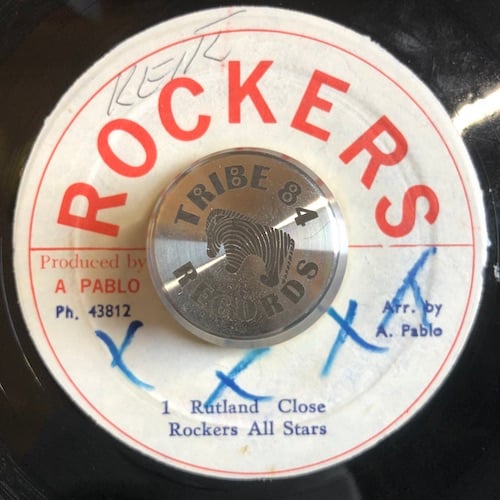 ROCKERS
TRIBE 84
RECORDS
Produced by
A PABLO
Ph. 43812
Arr. by
A. Pablo
X X X X
1 Rutland Close
Rockers All Stars